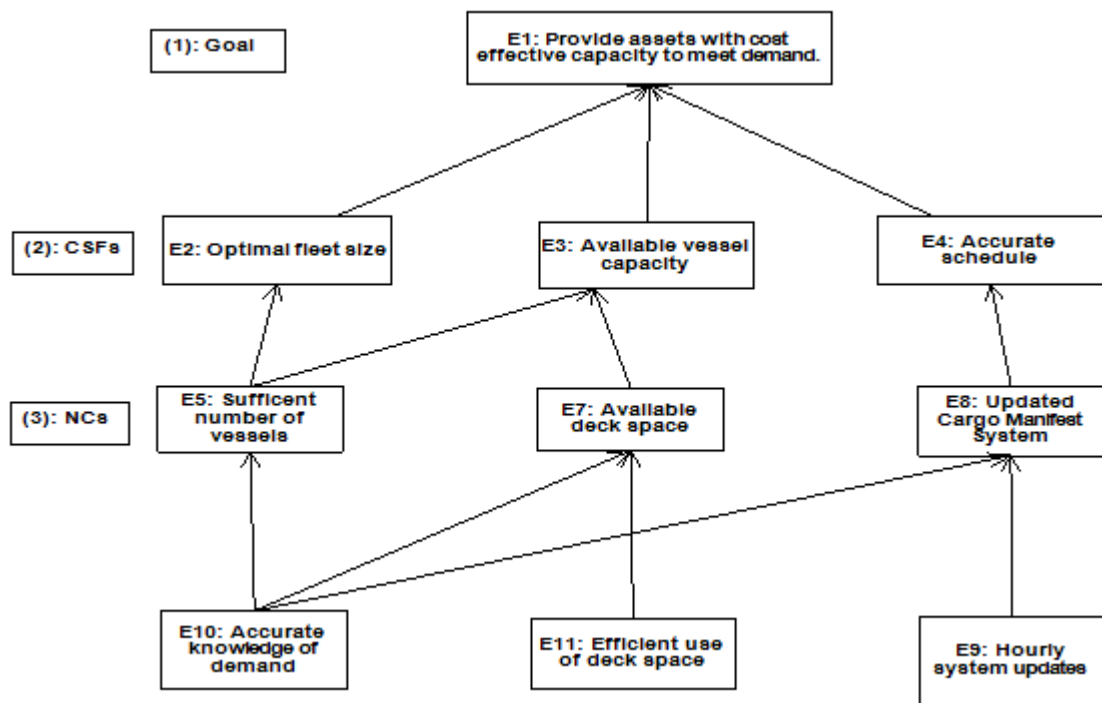 (1): Goal
E1: Provide assets with cost
effective capacity to meet demand.
(2): CSFs
E2: Optimal fleet size
E3: Available vessel
capacity
E4: Accurate
schedule
(3): NCs
E5: Sufficent
number of
vessels
E7: Available
deck space
E8: Updated
Cargo Manifest
System
E10: Accurate
knowledge of
demand
E11: Efficient use
of deck space
E9: Hourly
system updates